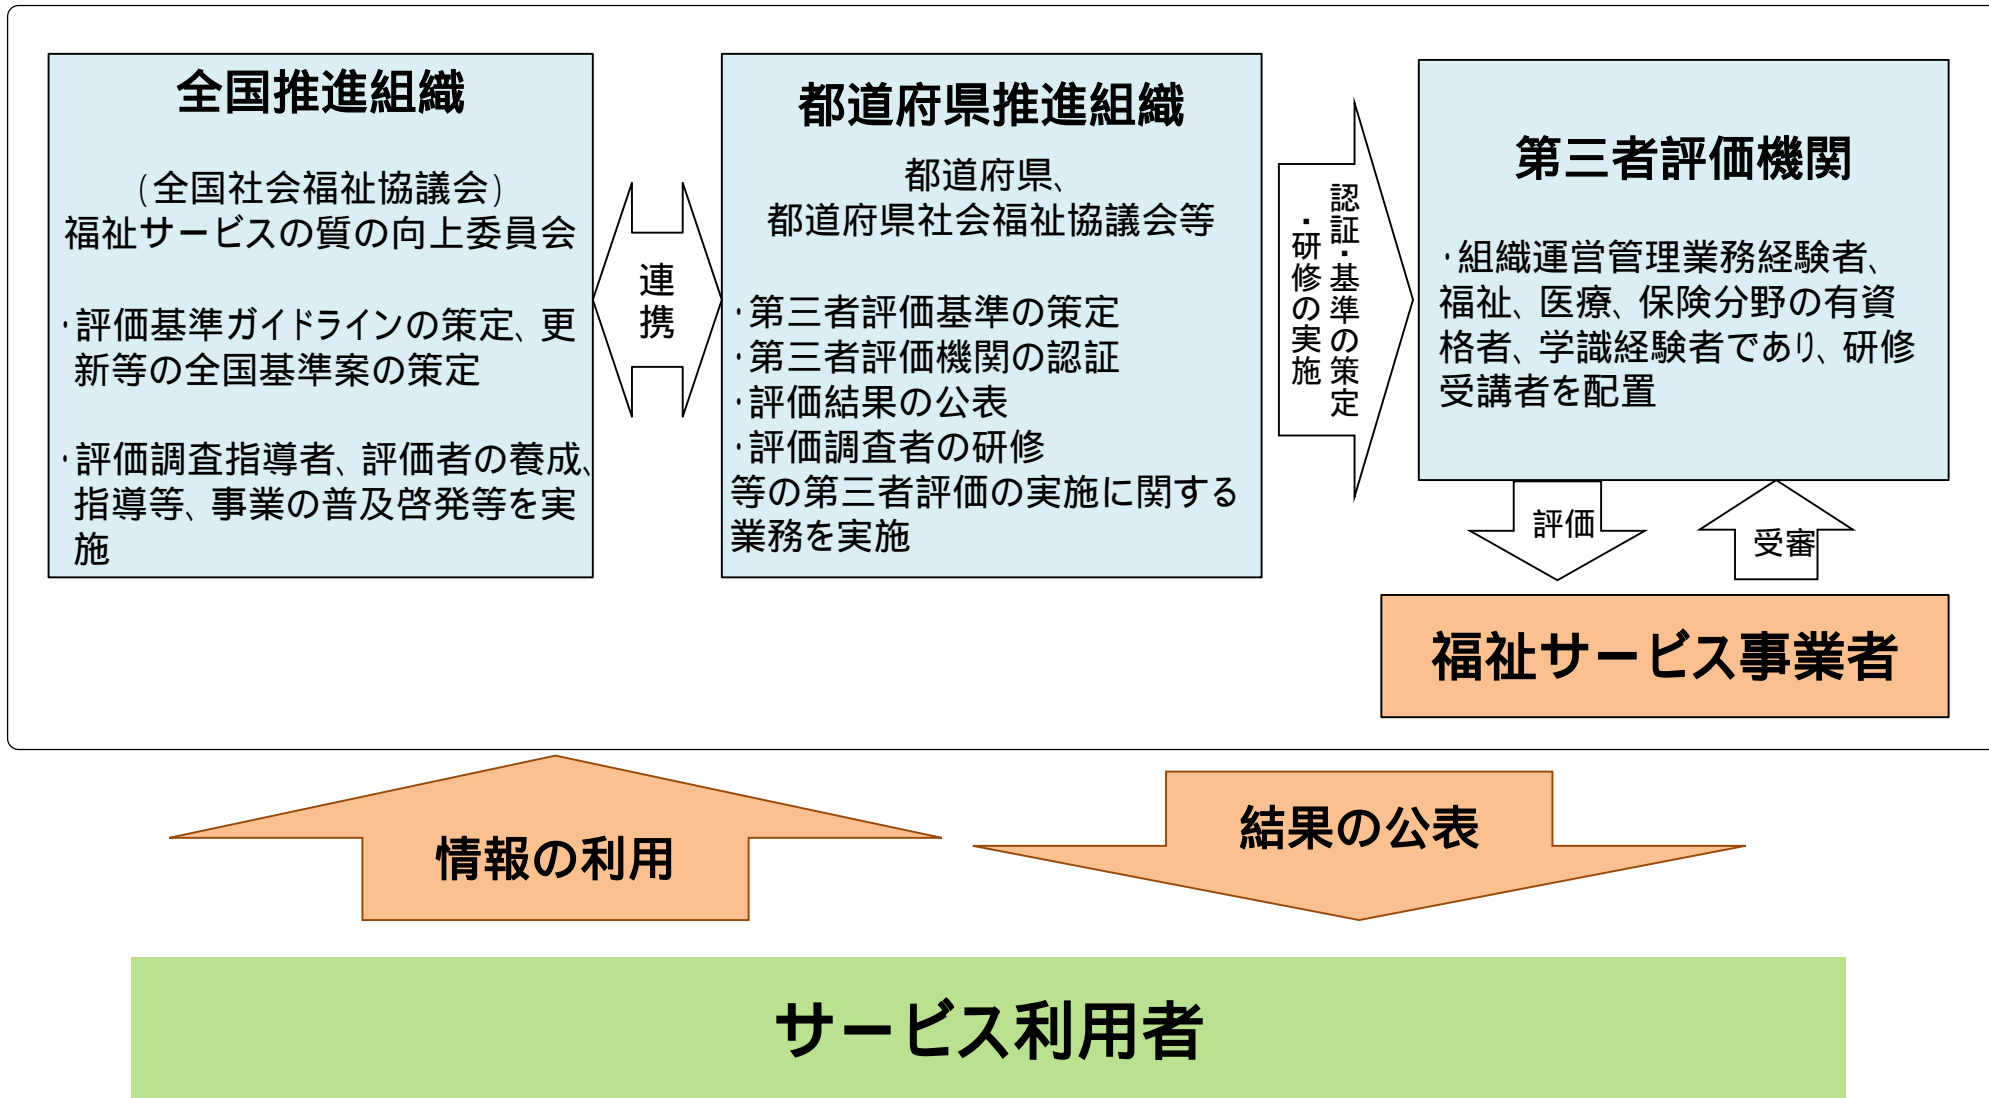 全国推進組織
(全国社会福祉協議会)
福祉サービスの質の向上委員会
・評価基準ガイドラインの策定、更
新等の全国基準案の策定
・評価調査指導者、評価者の養成、
指導等、事業の普及啓発等を実
施
連
携
都道府県推進組織
都道府県、
都道府県社会福祉協議会等
・第三者評価基準の策定
・第三者評価機関の認証
・評価結果の公表
・評価調査者の研修
等の第三者評価の実施に関する
業務を実施
認証・基準の策定
・研修の実施
第三者評価機関
・組織運営管理業務経験者、
福祉、医療、保険分野の有資
格者、学識経験者であり、研修
受講者を配置
評価
受審
福祉サービス事業者
情報の利用
結果の公表
サービス利用者